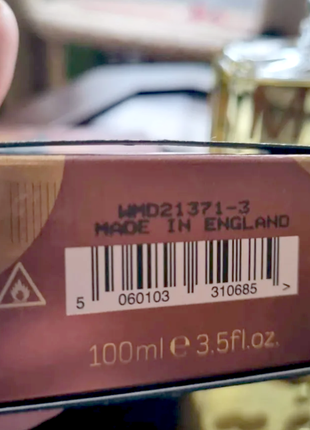 WMD21371-3
MADE IN ENGLAND
5 060103 310685 >
100ml e 3.5fl.oz.